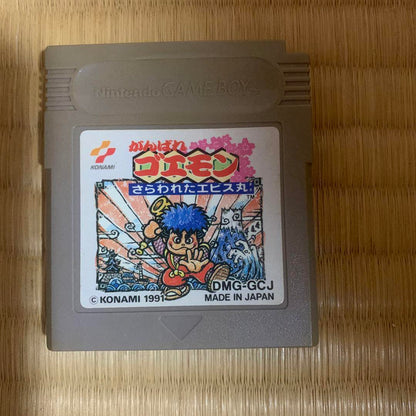 Nintendo GAME BOY
KONAMI
がんばれ
ゴエモン
さらわれたエビス丸
DMG-GCJ
© KONAMI 1991
MADE IN JAPAN